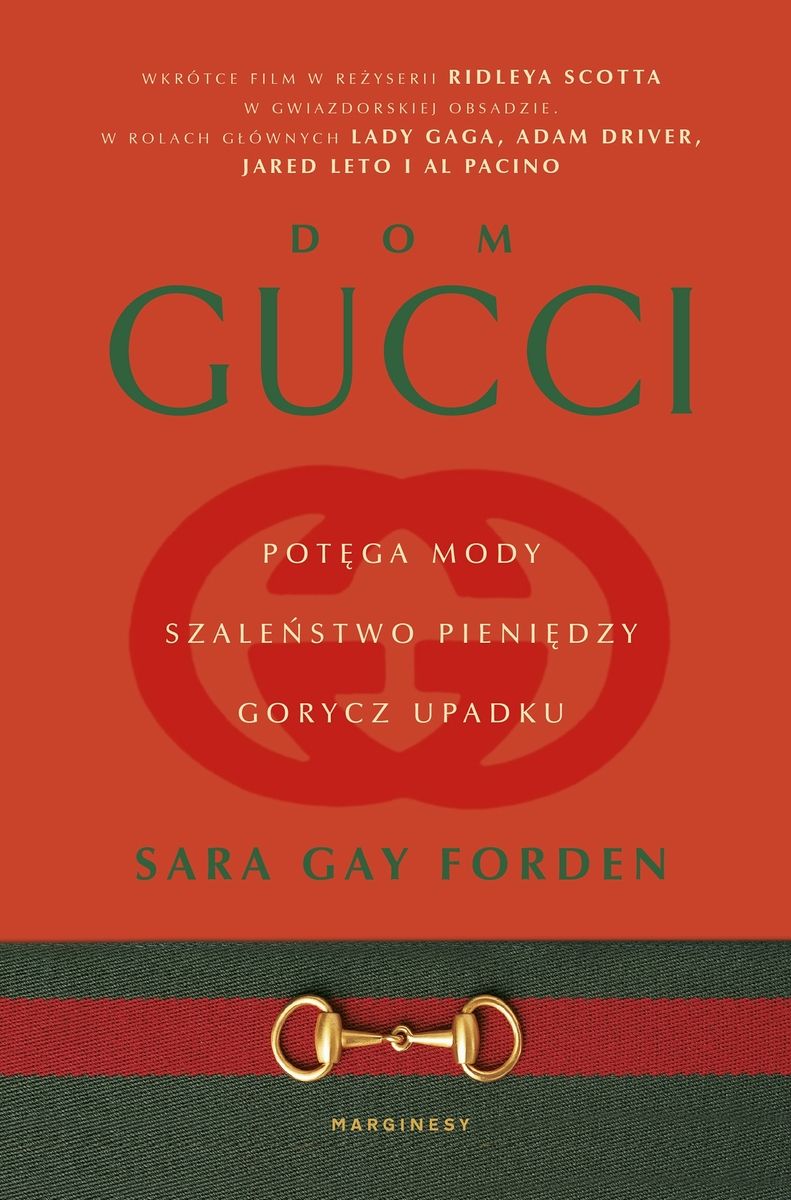 WKRÓTCE FILM W REŻYSERII RIDLEYA SCOTTA
W GWIAZDORSKIEJ OBSADZIE.
W ROLACH GŁÓWNYCH LADY GAGA, ADAM DRIVER,
JARED LETO I AL PACINO
DOM
GUCCI
POTĘGA MODY
SZALEŃSTWO PIENIĘDZY
GORYCZ UPADKU
SARA GAY FORDEN
MARGINESY